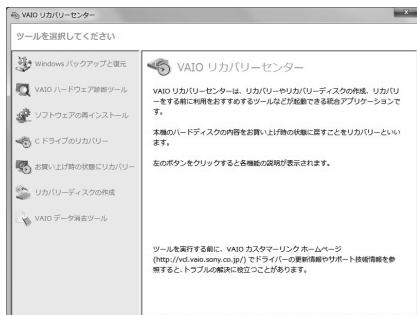 VAIO リカバリーセンター
ツールを選択してください
Windows バックアップと復元
VAIO ハードウェア診断ツール
ソフトウェアの再インストール
C ドライブのリカバリー
お買い上げ時の状態にリカバリー
リカバリーディスクの作成
VAIO データ消去ツール
VAIO リカバリーセンター
VAIO リカバリーセンターは、リカバリーやリカバリーディスクの作成、リカバリ
ーをする前に利用をおすすめするツールなどが起動できる統合アプリケーションで
す。
本機のハードディスクの内容をお買い上げ時の状態に戻すことをリカバリーといい
ます。
左のボタンをクリックすると各機能の説明が表示されます。
ツールを実行する前に、VAIO カスタマーリンク ホームページ
(http://vcl.vaio.sony.co.jp/) でドライバーの更新情報やサポート技術情報を参
照すると、トラブルの解決に役立つことがあります。